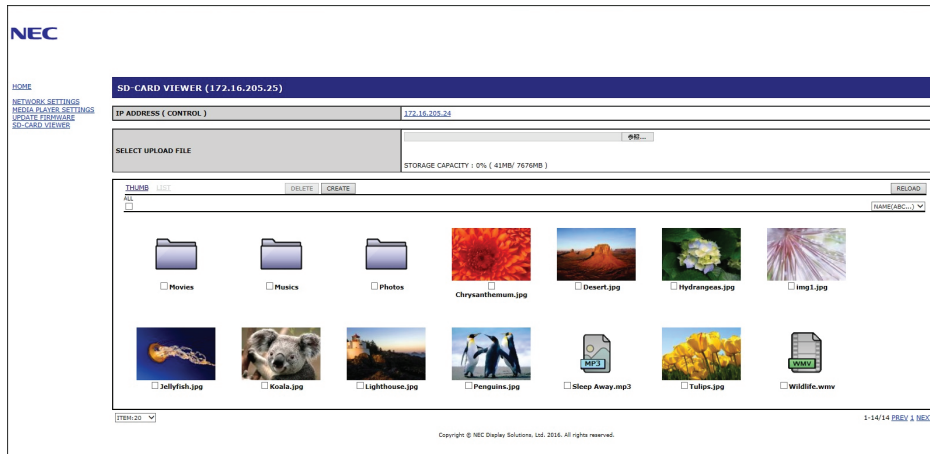 NEC
HOME
NETWORK SETTINGS
MEDIA PLAYER SETTINGS
UPDATE FIRMWARE
SD-CARD VIEWER
SD-CARD VIEWER (172.16.205.25)
IP ADDRESS ( CONTROL ) 172.16.205.24
SELECT UPLOAD FILE
参照...
STORAGE CAPACITY : 0% ( 41MB/ 7676MB )
THUMB LIST DELETE CREATE RELOAD
ALL
NAME(ABC...)
Movies Musics Photos Chrysanthemum.jpg Desert.jpg Hydrangeas.jpg img1.jpg
MP3 WMV
Jellyfish.jpg Koala.jpg Lighthouse.jpg Penguins.jpg Sleep Away.mp3 Tulips.jpg Wildlife.wmv
ITEM:20 1-14/14 PREV 1 NEX
Copyright © NEC Display Solutions, Ltd. 2016. All rights reserved.